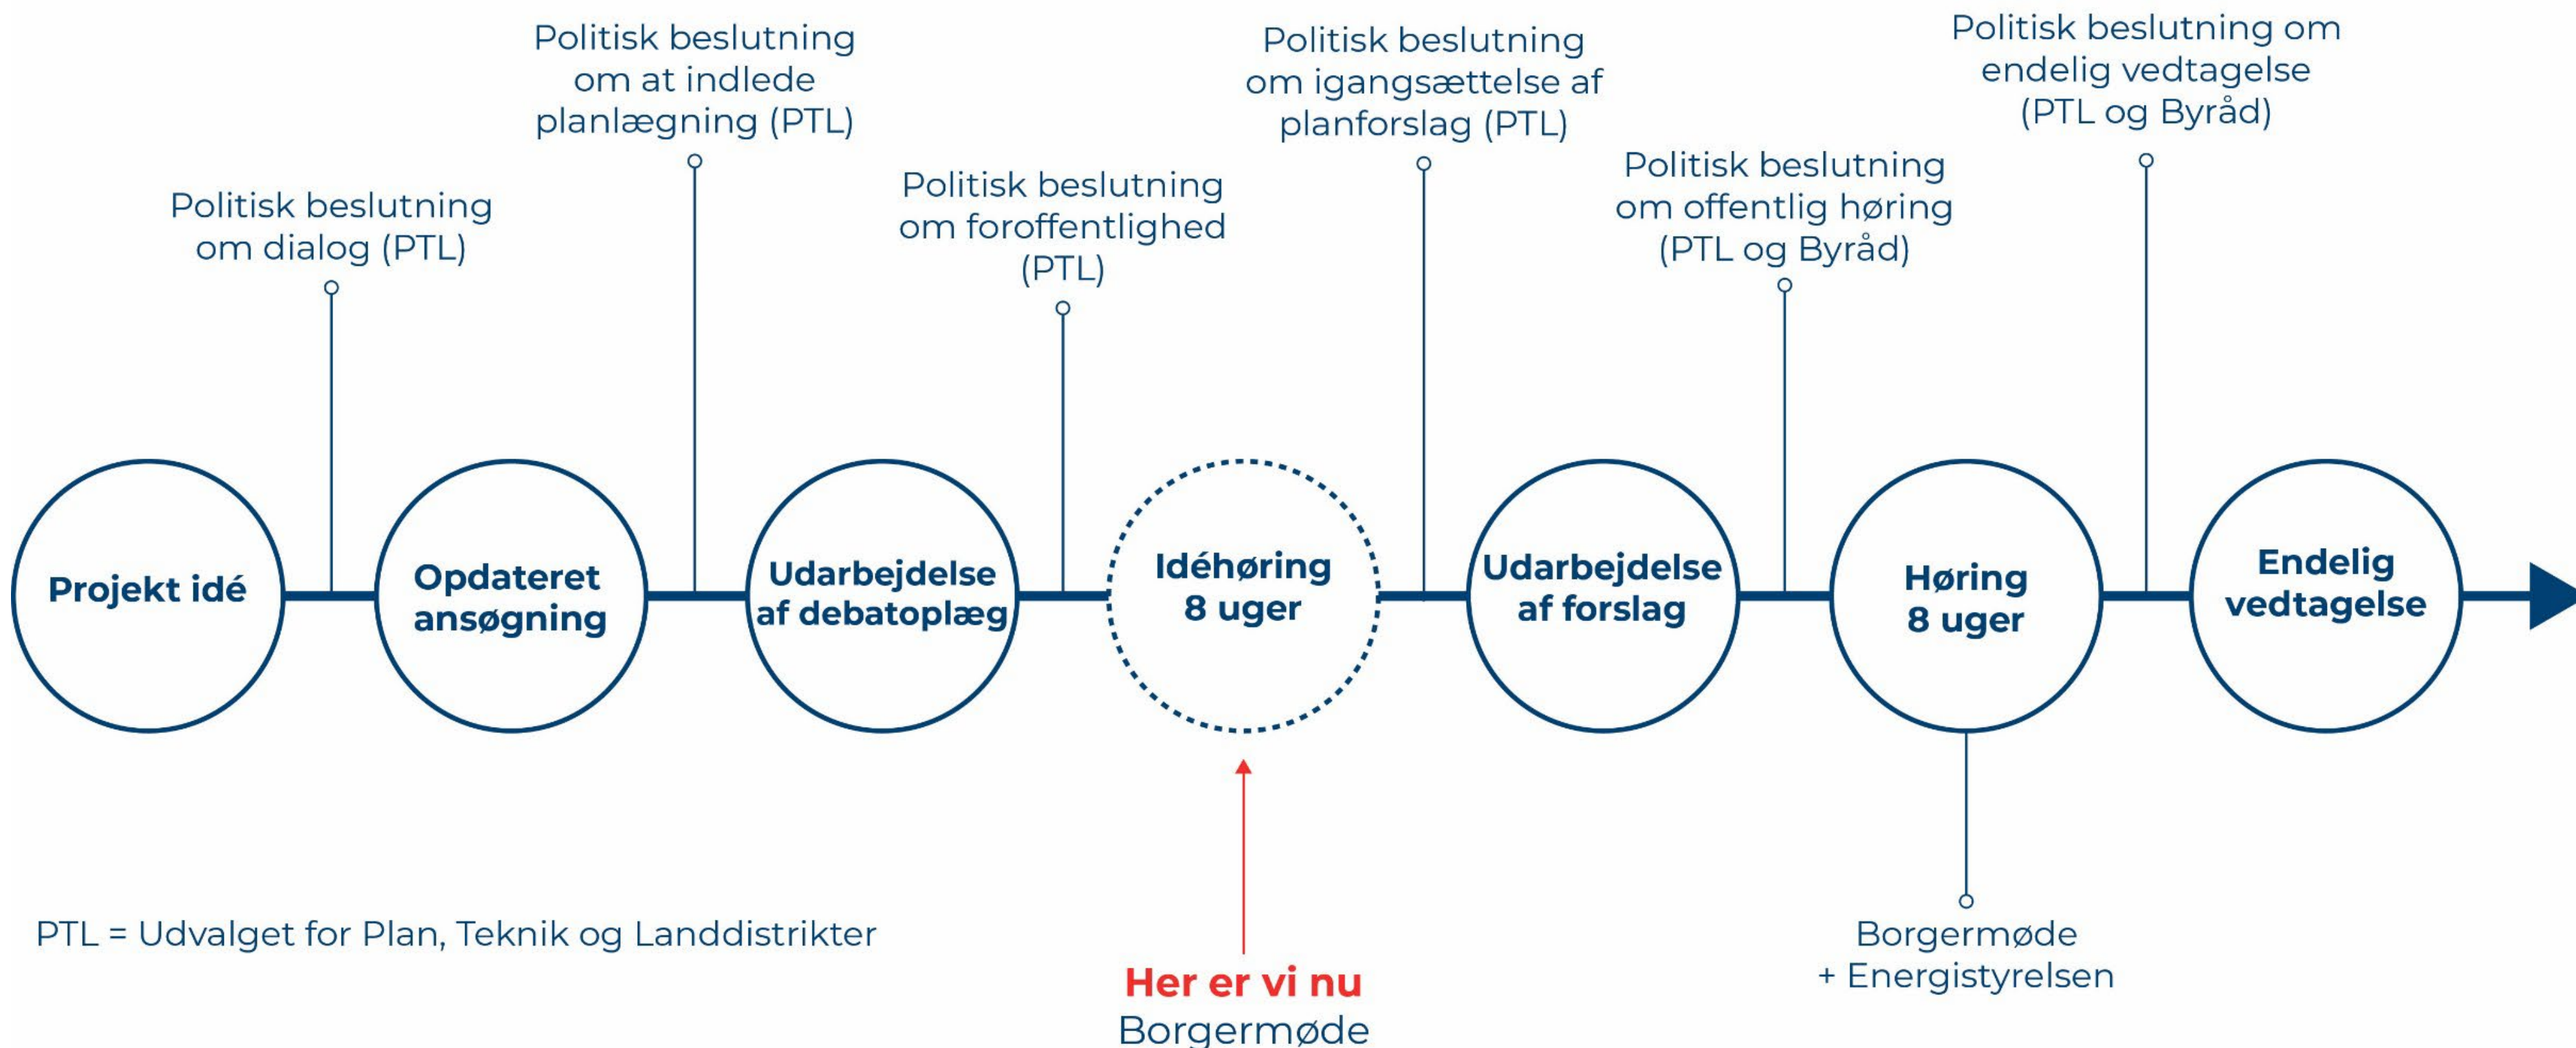 Politisk beslutning
om dialog (PTL)
Politisk beslutning
om at indlede
planlægning (PTL)
Politisk beslutning
om foroffentlighed
(PTL)
Politisk beslutning
om igangsættelse af
planforslag (PTL)
Politisk beslutning
om offentlig høring
(PTL og Byråd)
Politisk beslutning om
endelig vedtagelse
(PTL og Byråd)
Projekt idé
Opdateret
ansøgning
Udarbejdelse
af debatoplæg
Idéhøring
8 uger
Udarbejdelse
af forslag
Høring
8 uger
Endelig
vedtagelse
PTL = Udvalget for Plan, Teknik og Landdistrikter
Her er vi nu
Borgermøde
Borgermøde
+ Energistyrelsen